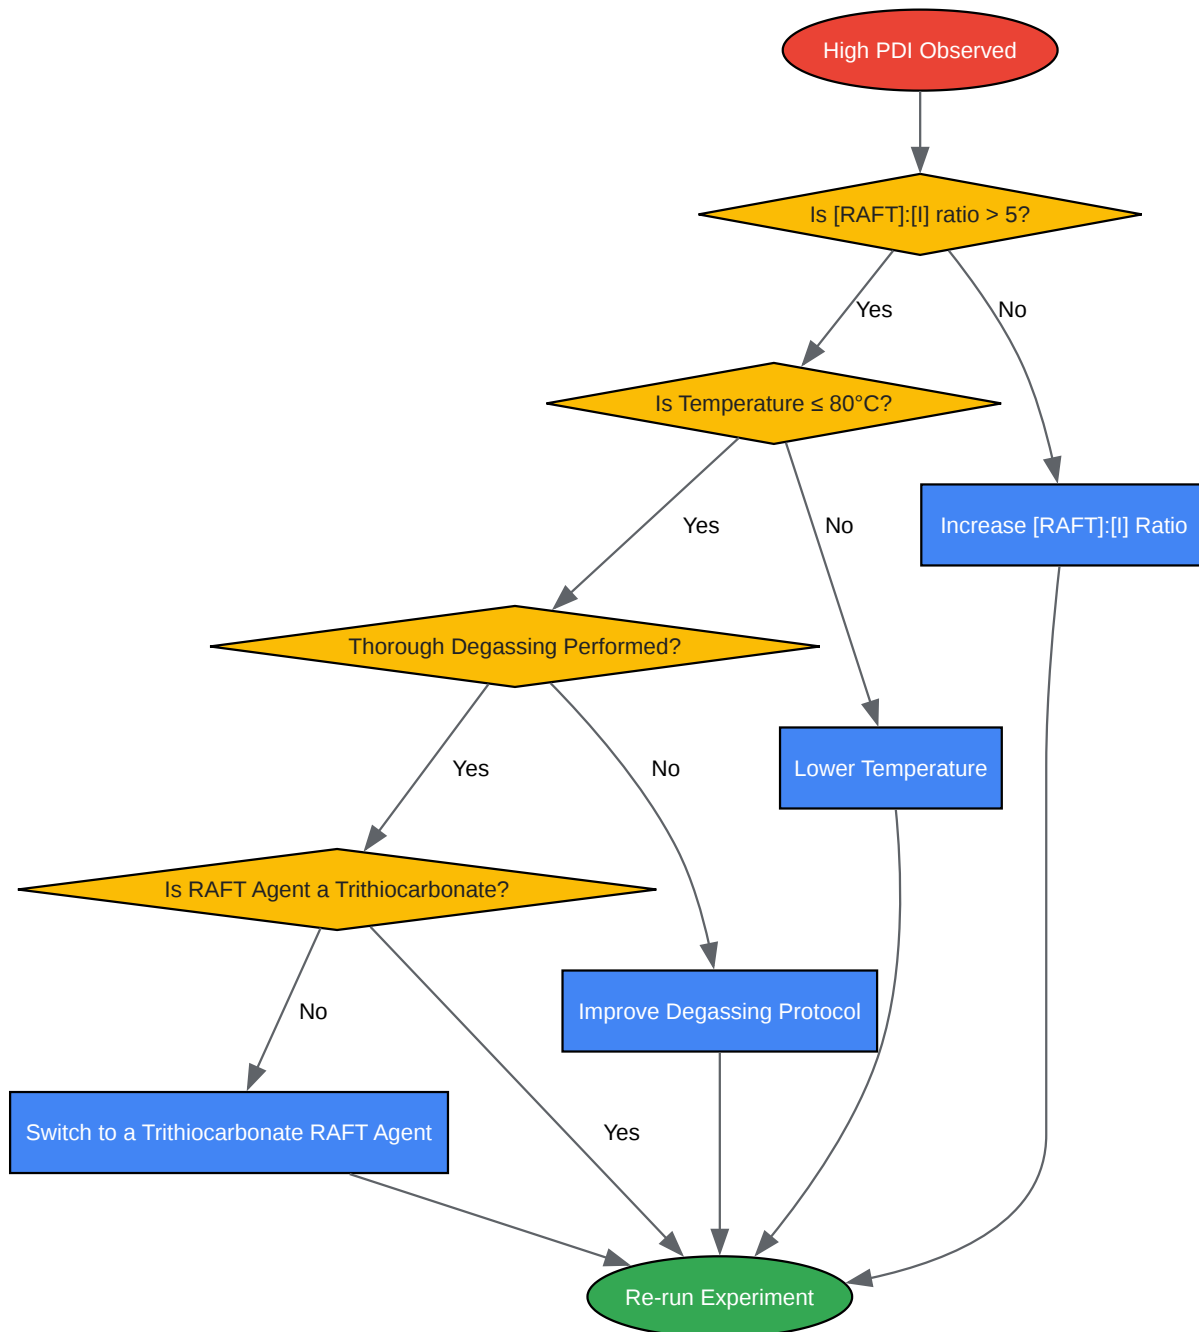 High PDI Observed
Is [RAFT]:[I] ratio > 5?
Yes
No
Is Temperature ≤ 80°C?
Increase [RAFT]:[I] Ratio
Yes
No
Thorough Degassing Performed?
Lower Temperature
Yes
No
Is RAFT Agent a Trithiocarbonate?
No
Improve Degassing Protocol
Switch to a Trithiocarbonate RAFT Agent
Yes
Re-run Experiment